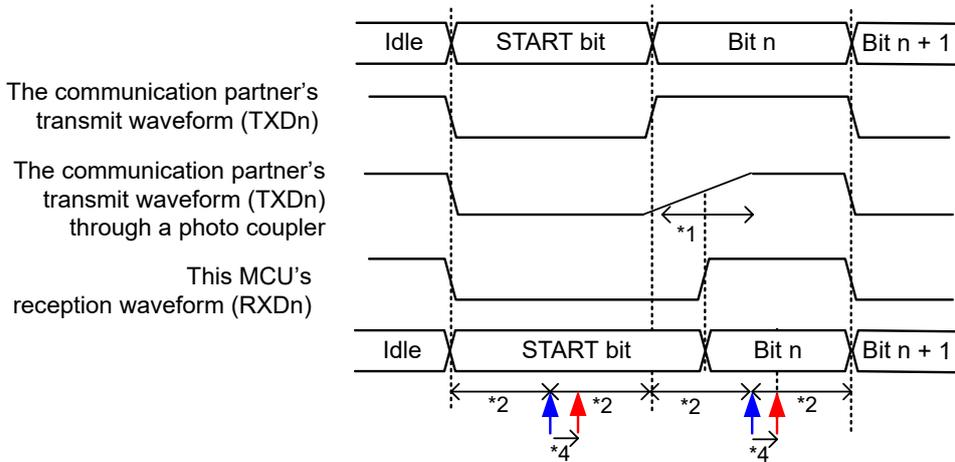 Idle START bit Bit n Bit n + 1
The communication partner's
transmit waveform (TXDn)
The communication partner's
transmit waveform (TXDn)
through a photo coupler
*1
This MCU's
reception waveform (RXDn)
Idle START bit Bit n Bit n + 1
*2 *2 *2 *2
*4 *4